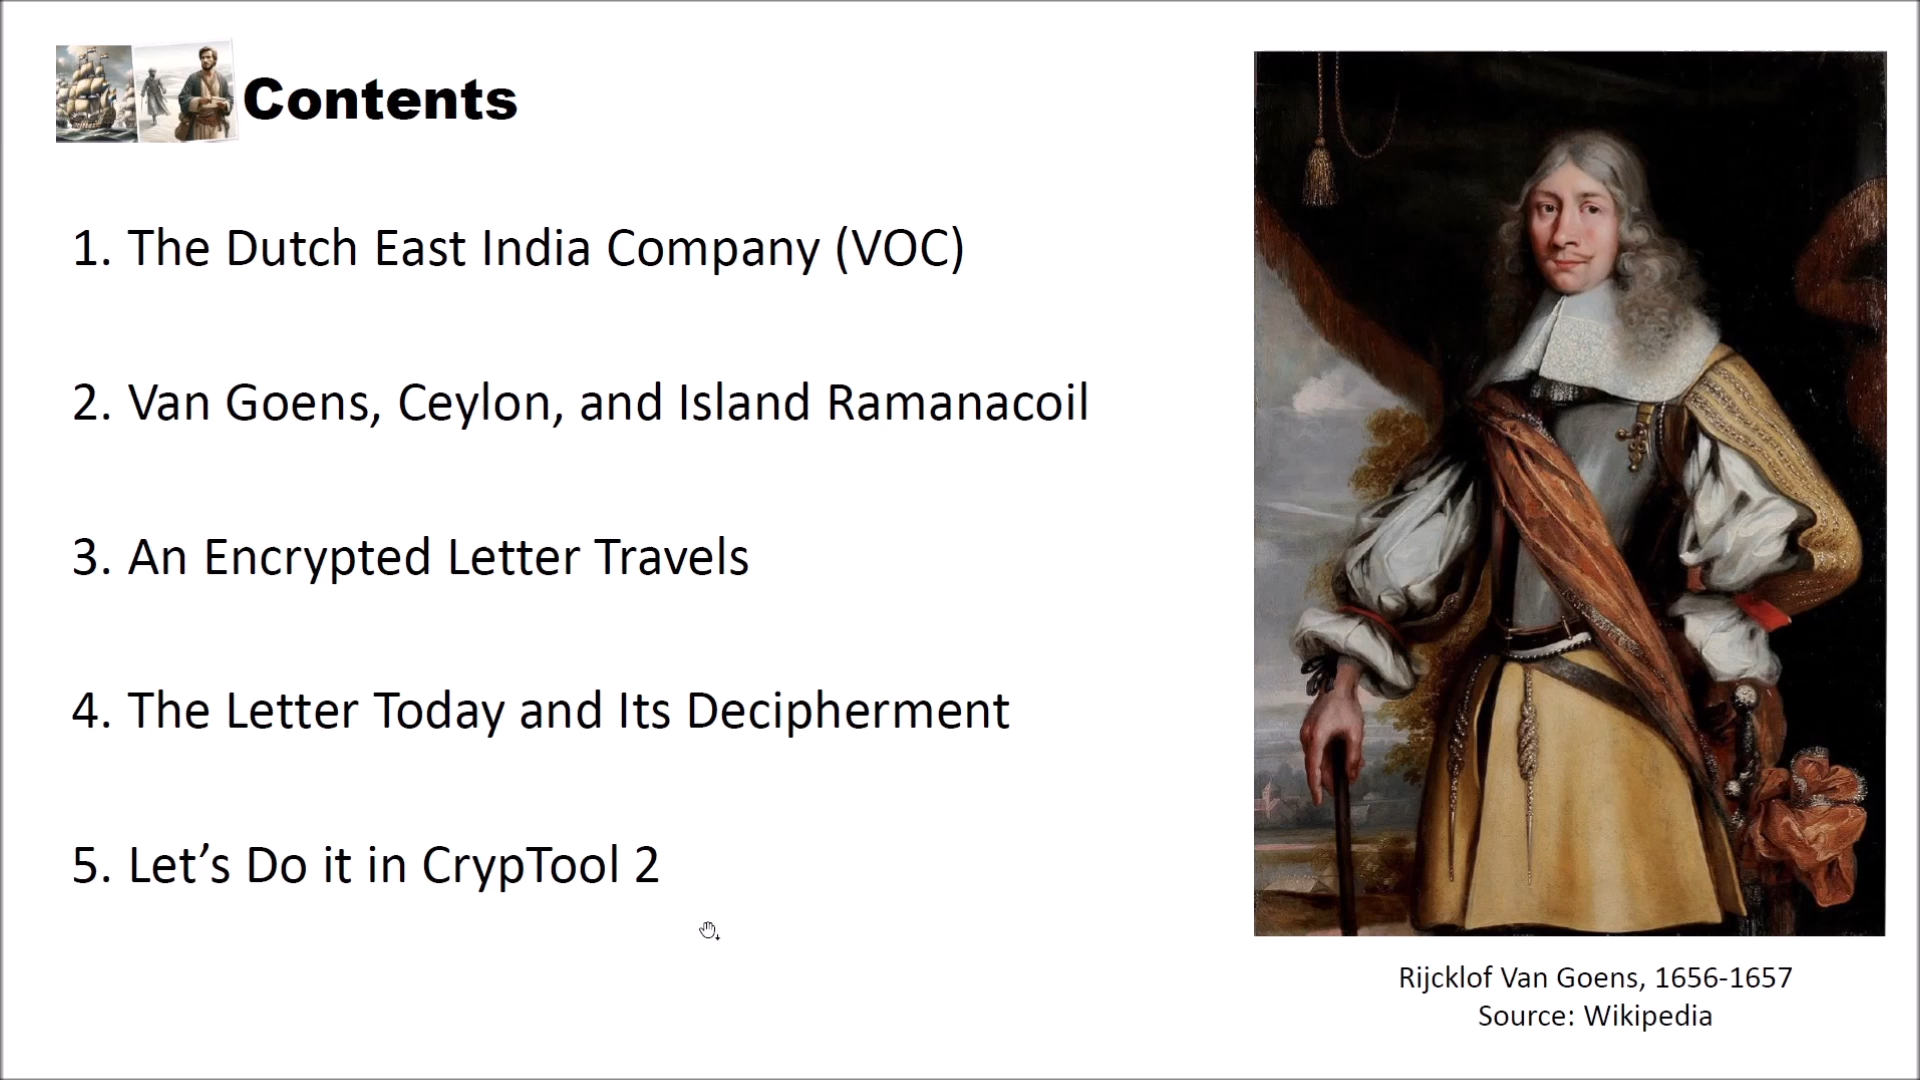 Contents
1. The Dutch East India Company (VOC)
2. Van Goens, Ceylon, and Island Ramanacoil
3. An Encrypted Letter Travels
4. The Letter Today and Its Decipherment
5. Let’s Do it in CrypTool 2
Rijcklof Van Goens, 1656-1657
Source: Wikipedia